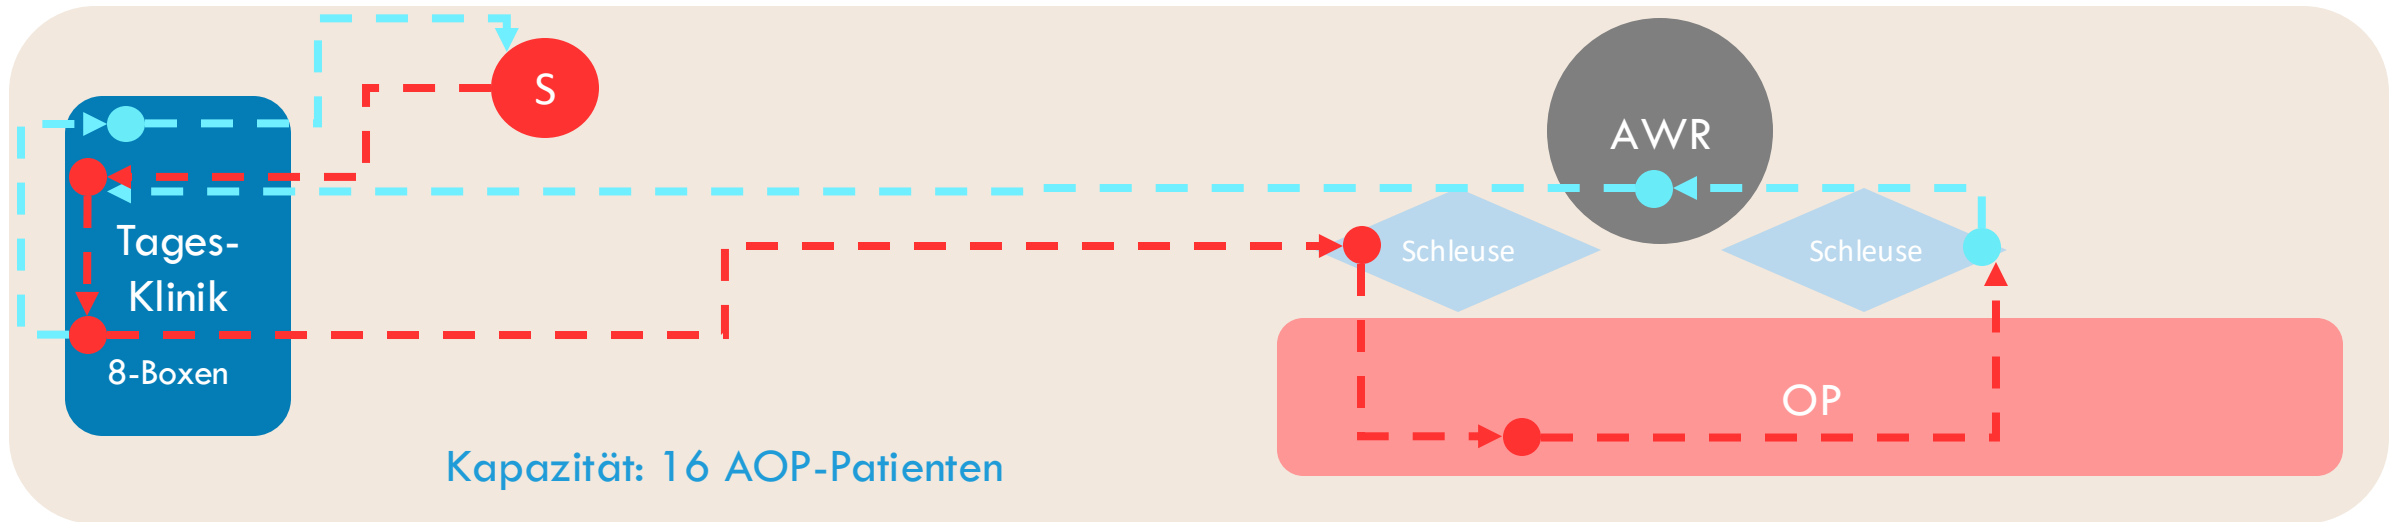 S
AWR
Tages-
Klinik
8-Boxen
Schleuse
Schleuse
OP
Kapazität: 16 AOP-Patienten